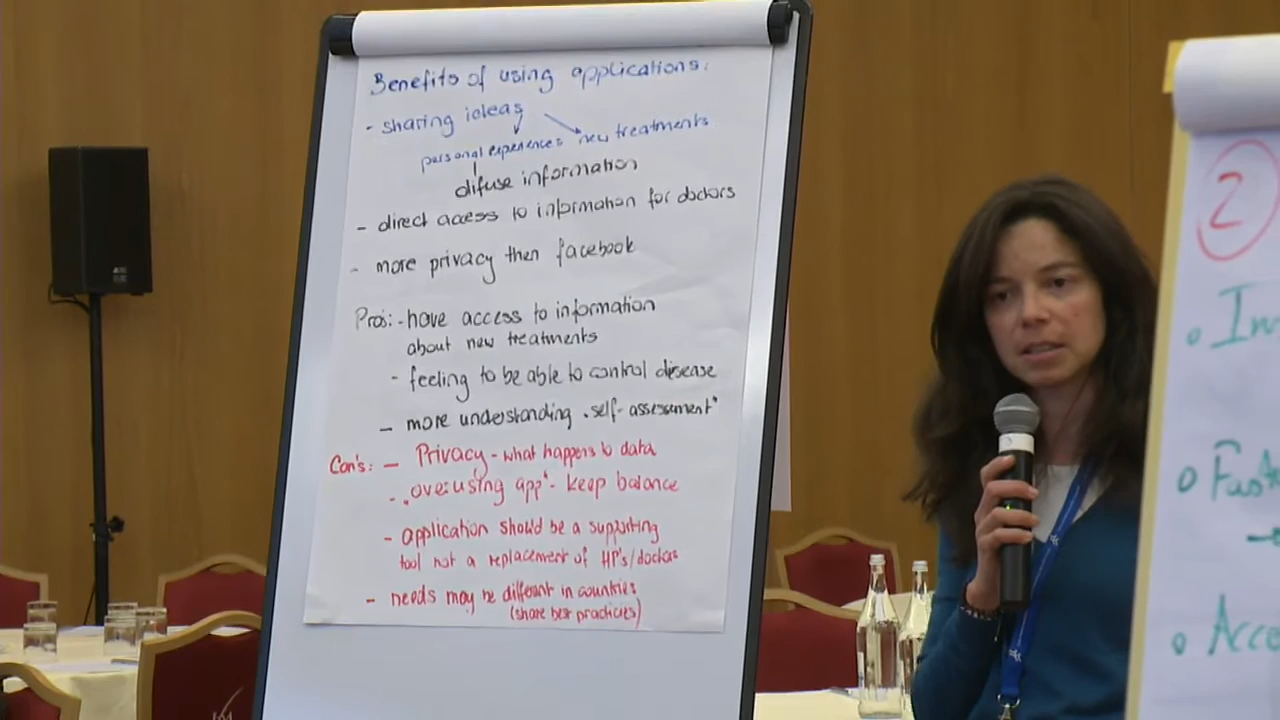 Benefits of using applications:
- sharing ideas
personal experiences new treatments
difuse information
- direct access to information for doctors
- more privacy then facebook
Pros: - have access to information
about new treatments
- feeling to be able to control disease
- more understanding "self-assessment"
Con's: - Privacy - what happens to data
- "over using app" - keep balance
- application should be a supporting
tool not a replacement of HP's/doctors
- needs may be different in countries
(share best practicies)
2